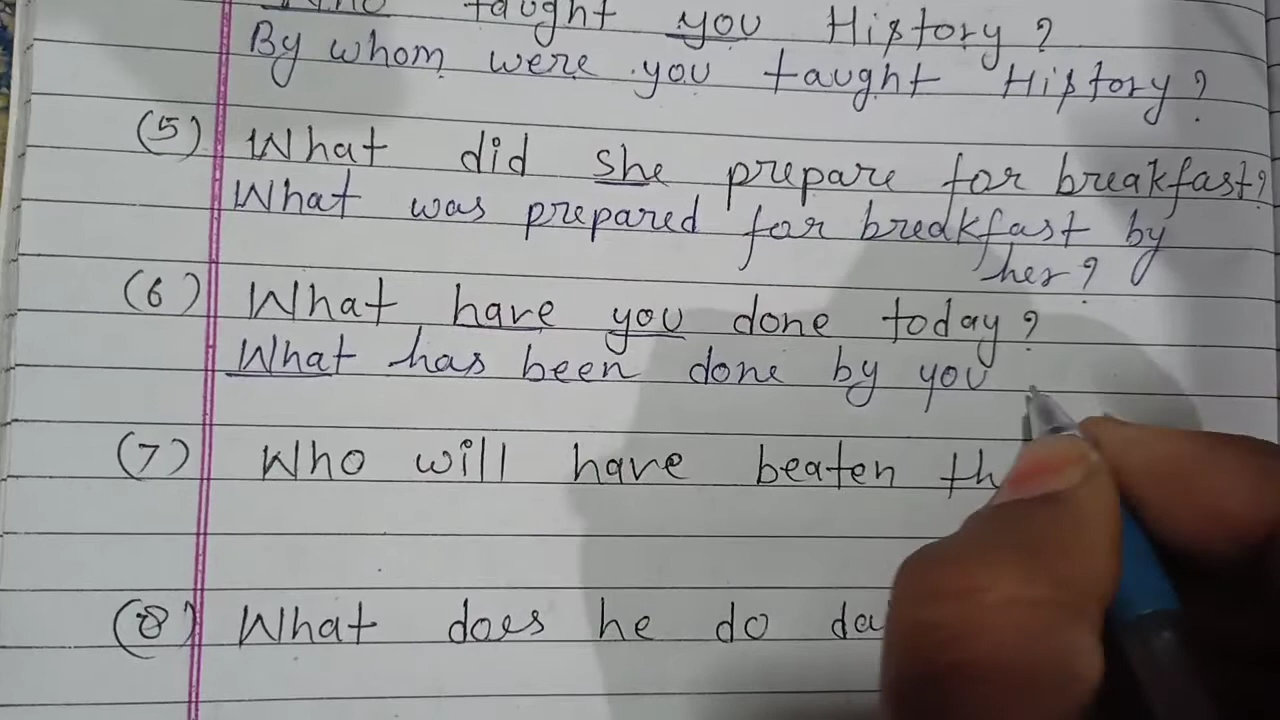 Who taught you History?
By whom were you taught History?
(5) What did she prepare for breakfast?
What was prepared for breakfast by
her?
(6) What have you done today?
What has been done by you
(7) Who will have beaten
(8) What does he do